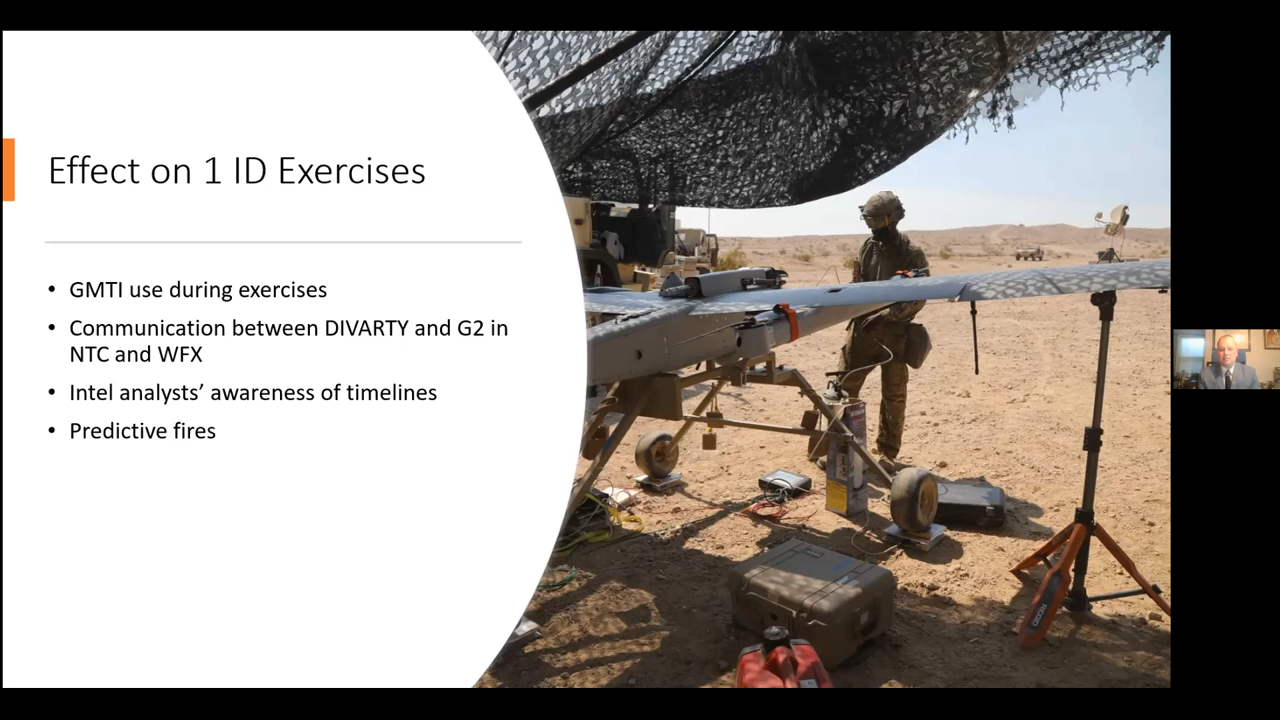 Effect on 1 ID Exercises
• GMTI use during exercises
• Communication between DIVARTY and G2 in
NTC and WFX
• Intel analysts' awareness of timelines
• Predictive fires
RIDGID